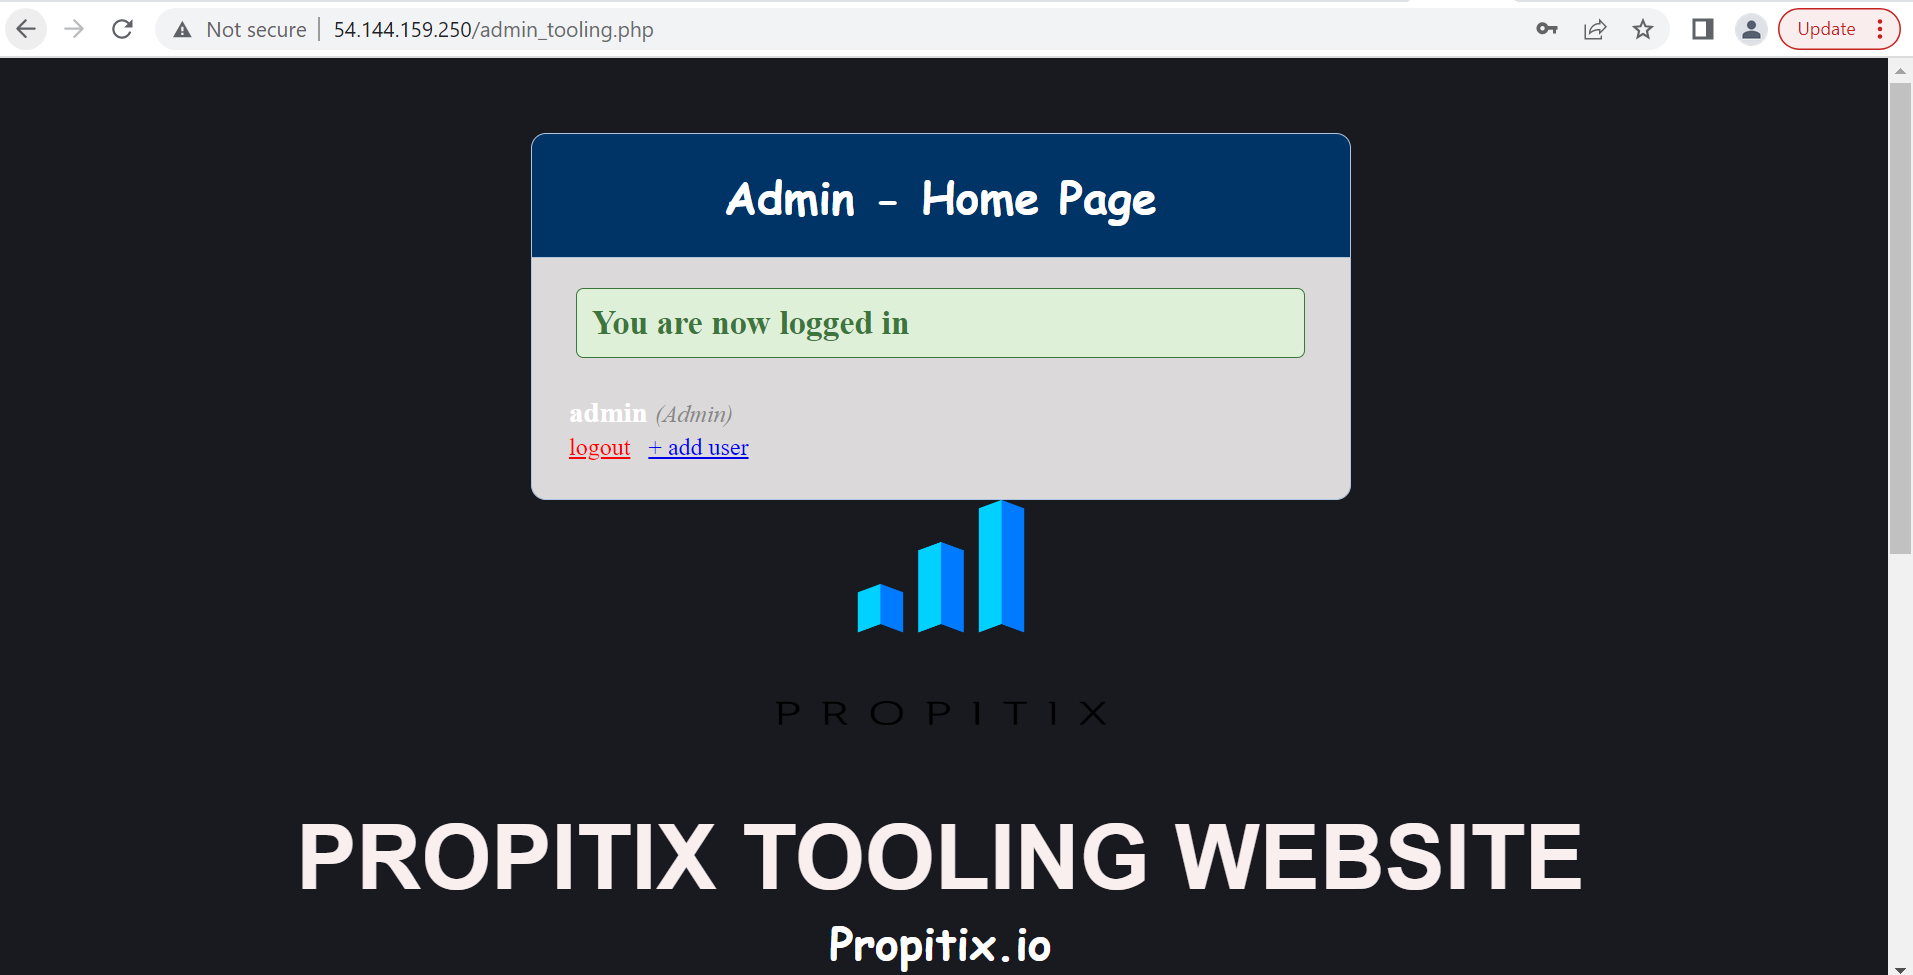 Not secure | 54.144.159.250/admin_tooling.php Update
Admin - Home Page
You are now logged in
admin (Admin)
logout + add user
PROPITIX
PROPITIX TOOLING WEBSITE
Propitix.io